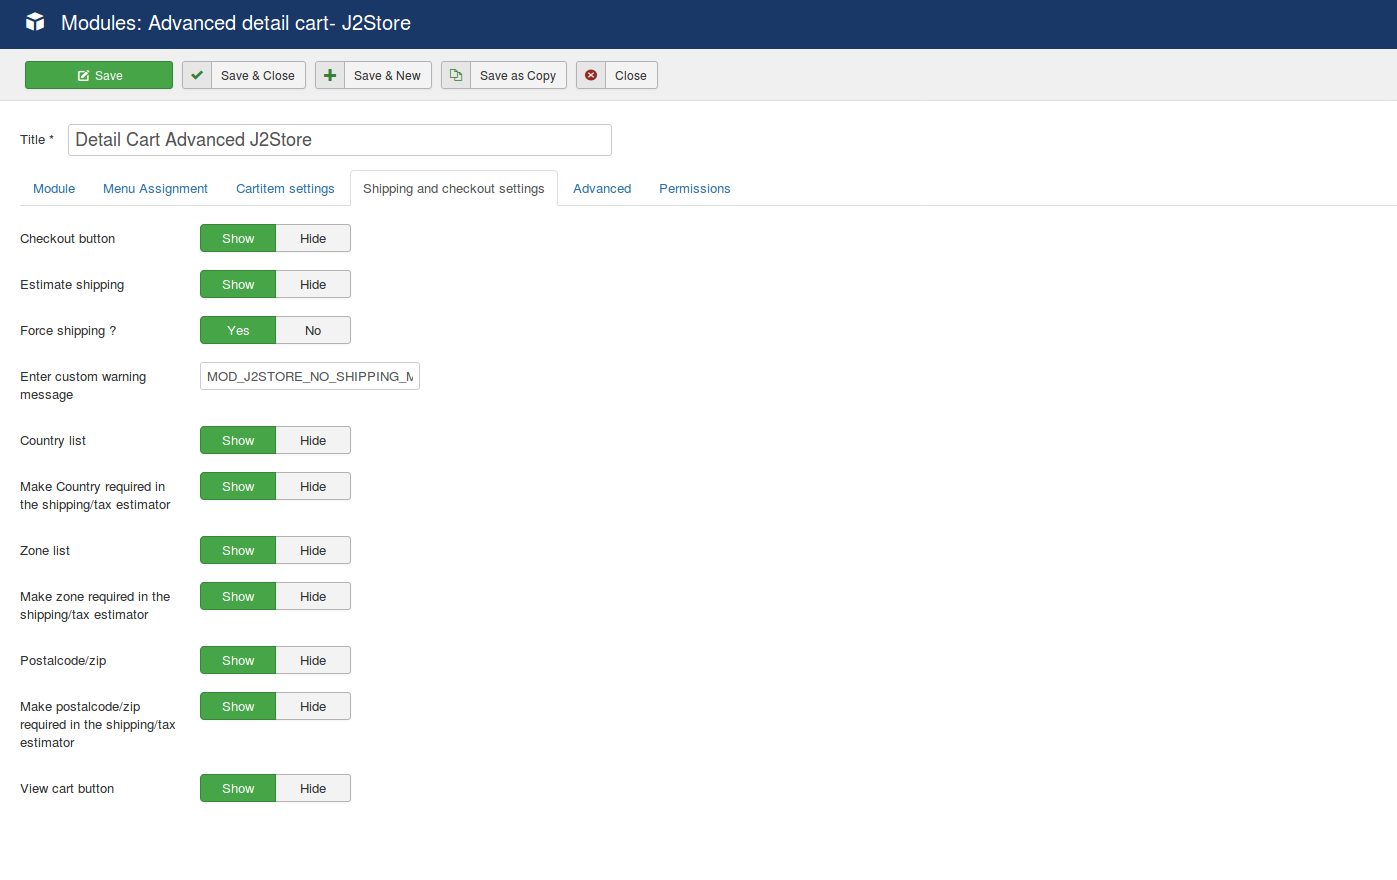 Modules: Advanced detail cart- J2Store
Save
Save & Close
Save & New
Save as Copy
Close
Title *
Detail Cart Advanced J2Store
Module
Menu Assignment
Cartitem settings
Shipping and checkout settings
Advanced
Permissions
Checkout button
Show
Hide
Estimate shipping
Show
Hide
Force shipping ?
Yes
No
Enter custom warning
message
MOD_J2STORE_NO_SHIPPING_M
Country list
Show
Hide
Make Country required in
the shipping/tax estimator
Show
Hide
Zone list
Show
Hide
Make zone required in the
shipping/tax estimator
Show
Hide
Postalcode/zip
Show
Hide
Make postalcode/zip
required in the shipping/tax
estimator
Show
Hide
View cart button
Show
Hide